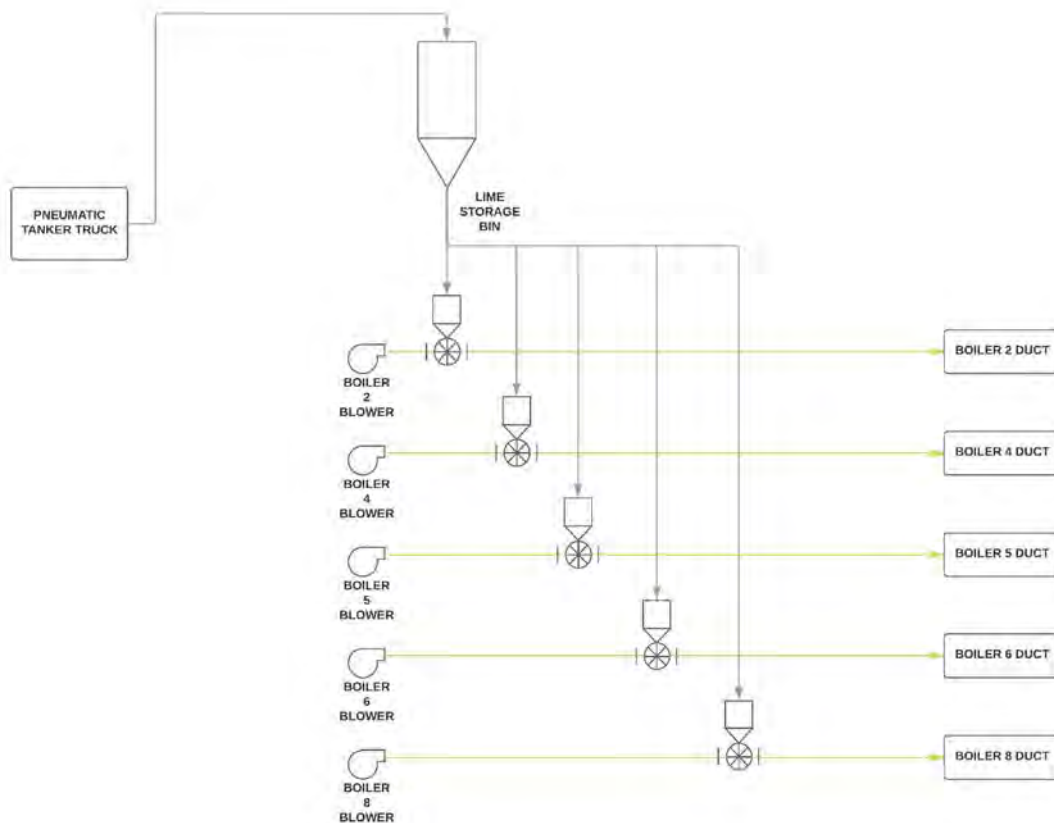 PNEUMATIC
TANKER TRUCK
LIME
STORAGE
BIN
BOILER
2
BLOWER
BOILER 2 DUCT
BOILER
4
BLOWER
BOILER 4 DUCT
BOILER
5
BLOWER
BOILER 5 DUCT
BOILER
6
BLOWER
BOILER 6 DUCT
BOILER
8
BLOWER
BOILER 8 DUCT